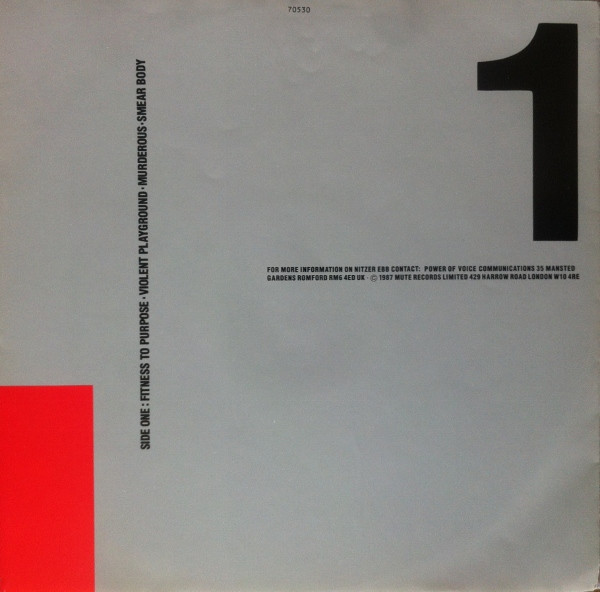 70530
1
SIDE ONE : FITNESS TO PURPOSE · VIOLENT PLAYGROUND · MURDEROUS · SMEAR BODY
FOR MORE INFORMATION ON NITZER EBB CONTACT: POWER OF VOICE COMMUNICATIONS 35 MANSTED
GARDENS ROMFORD RM6 4ED UK · © 1987 MUTE RECORDS LIMITED 429 HARROW ROAD LONDON W10 4RE